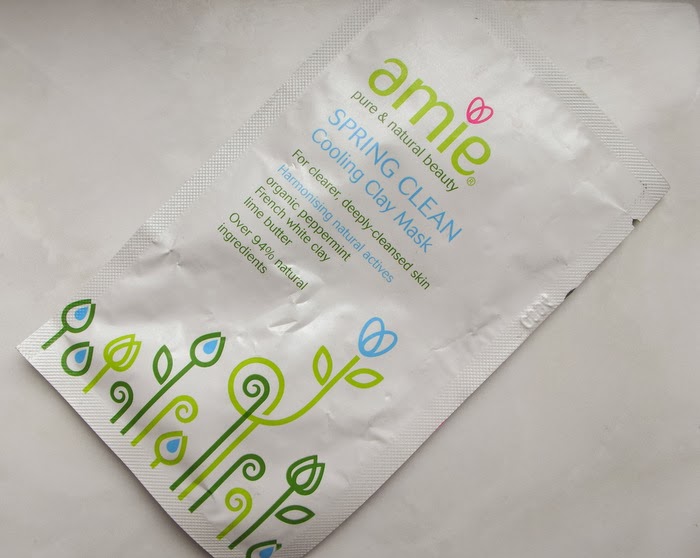 amie®
pure & natural beauty
SPRING CLEAN
Cooling Clay Mask
For clearer, deeply-cleansed skin
Harmonising natural actives
organic peppermint
French white clay
lime butter
Over 94% natural
ingredients